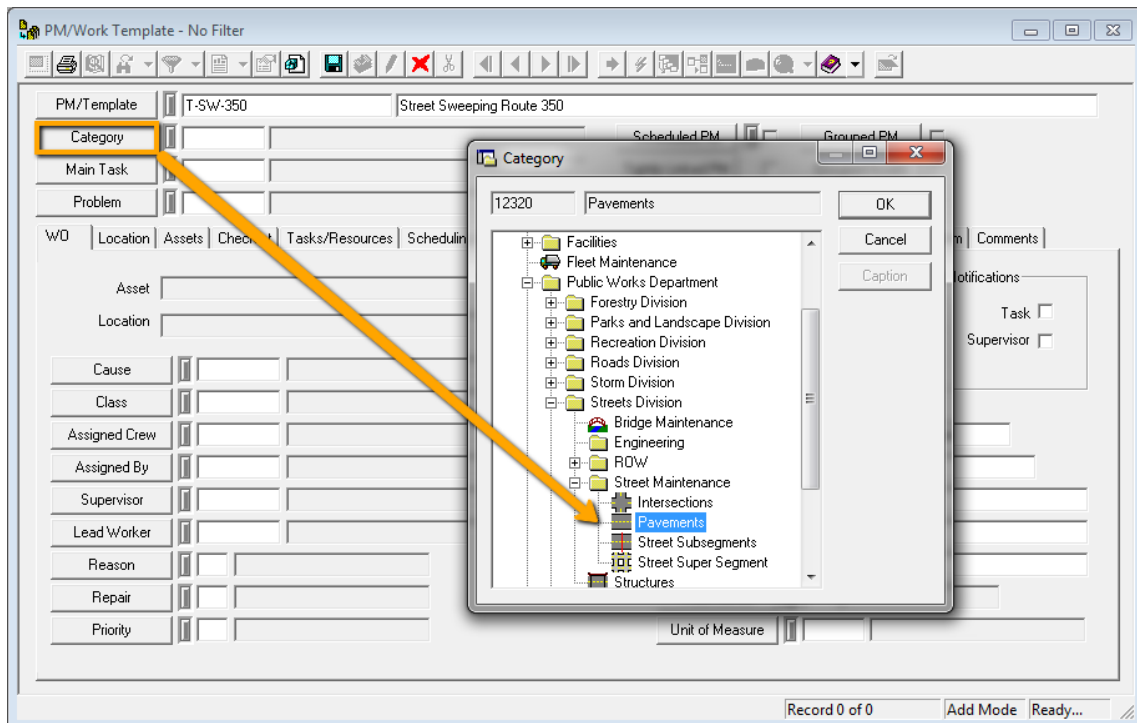 PM/Work Template - No Filter
PM/Template T-SW-350 Street Sweeping Route 350
Category Scheduled PM Grouped PM
Main Task
Problem
WO Location Assets Tasks/Resources Comments
Asset
Location
Cause
Class
Assigned Crew
Assigned By
Supervisor
Lead Worker
Reason
Repair
Priority
Category
12320 Pavements
OK
Cancel
Caption
Facilities
Fleet Maintenance
Public Works Department
Forestry Division
Parks and Landscape Division
Recreation Division
Roads Division
Storm Division
Streets Division
Bridge Maintenance
Engineering
ROW
Street Maintenance
Intersections
Pavements
Street Subsegments
Street Super Segment
Structures
Task
Supervisor
Unit of Measure
Record 0 of 0 Add Mode Ready...